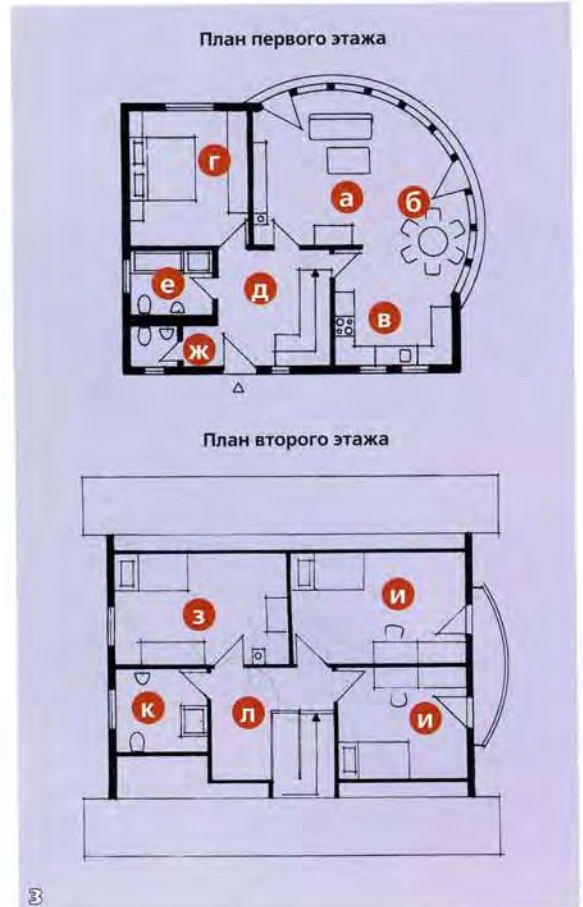 План первого этажа
г
а
б
е
д
в
ж
План второго этажа
з
и
к
л
и
3